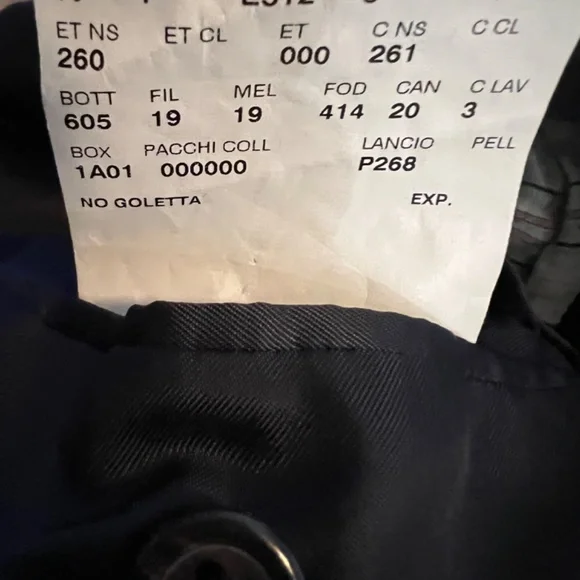 ET NS ET CL ET C NS C CL
260 000 261
BOTT FIL MEL FOD CAN C LAV
605 19 19 414 20 3
BOX PACCHI COLL LANCIO PELL
1A01 000000 P268
NO GOLETTA EXP.